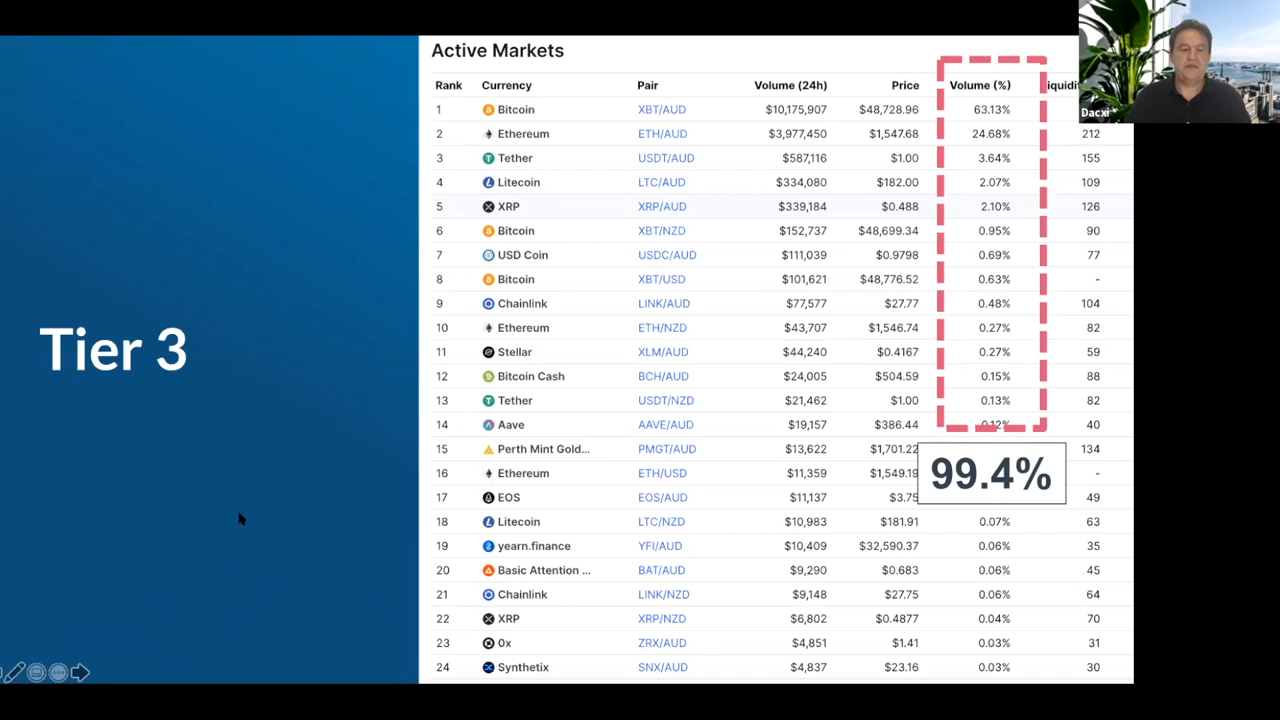 Active Markets
Rank Currency Pair Volume (24h) Price Volume (%)
1 Bitcoin XBT/AUD $10,175,907 $48,728.96 63.13%
Dacxi
2 Ethereum ETH/AUD $3,977,450 $1,547.68 24.68% 212
3 Tether USDT/AUD $587,116 $1.00 3.64% 155
4 Litecoin LTC/AUD $334,080 $182.00 2.07% 109
5 XRP XRP/AUD $339,184 $0.488 2.10% 126
6 Bitcoin XBT/NZD $152,737 $48,699.34 0.95% 90
7 USD Coin USDC/AUD $111,039 $0.9798 0.69% 77
8 Bitcoin XBT/USD $101,621 $48,776.52 0.63% -
9 Chainlink LINK/AUD $77,577 $27.77 0.48% 104
10 Ethereum ETH/NZD $43,707 $1,546.74 0.27% 82
11 Stellar XLM/AUD $44,240 $0.4167 0.27% 59
12 Bitcoin Cash BCH/AUD $24,005 $504.59 0.15% 88
13 Tether USDT/NZD $21,462 $1.00 0.13% 82
14 Aave AAVE/AUD $19,157 $386.44 0.12% 40
15 Perth Mint Gold... PMGT/AUD $13,622 $1,701.22 134
16 Ethereum ETH/USD $11,359 $1,549.19 -
99.4%
17 EOS EOS/AUD $11,137 $3.75 49
18 Litecoin LTC/NZD $10,983 $181.91 0.07% 63
19 yearn.finance YFI/AUD $10,409 $32,590.37 0.06% 35
20 Basic Attention ... BAT/AUD $9,290 $0.683 0.06% 45
21 Chainlink LINK/NZD $9,148 $27.75 0.06% 64
22 XRP XRP/NZD $6,802 $0.4877 0.04% 70
23 0x ZRX/AUD $4,851 $1.41 0.03% 31
24 Synthetix SNX/AUD $4,837 $23.16 0.03% 30
Tier 3